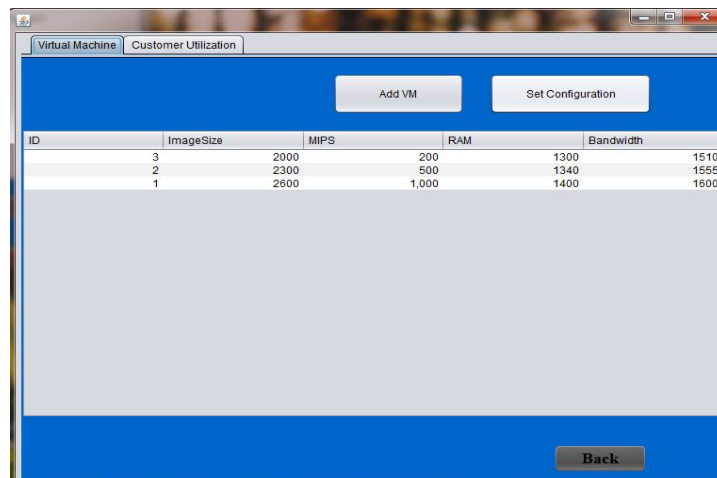 Virtual Machine Customer Utilization
Add VM Set Configuration
ID ImageSize MIPS RAM Bandwidth
3 2000 200 1300 1510
2 2300 500 1340 1555
1 2600 1,000 1400 1600
Back